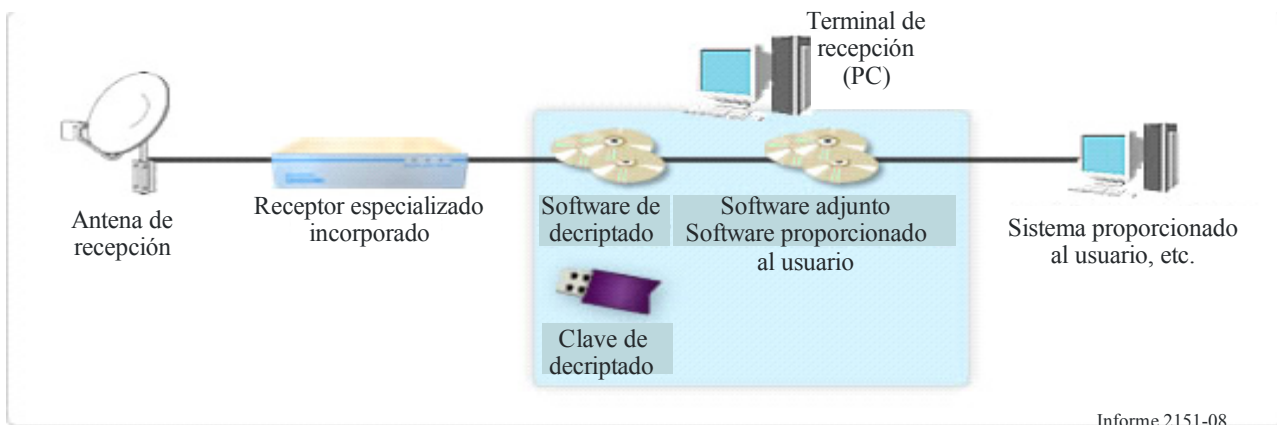 Terminal de
recepción
(PC)
Antena de
recepción
Receptor especializado
incorporado
Software de
decriptado
Software adjunto
Software proporcionado
al usuario
Sistema proporcionado
al usuario, etc.
Clave de
decriptado
Informe 2151-08